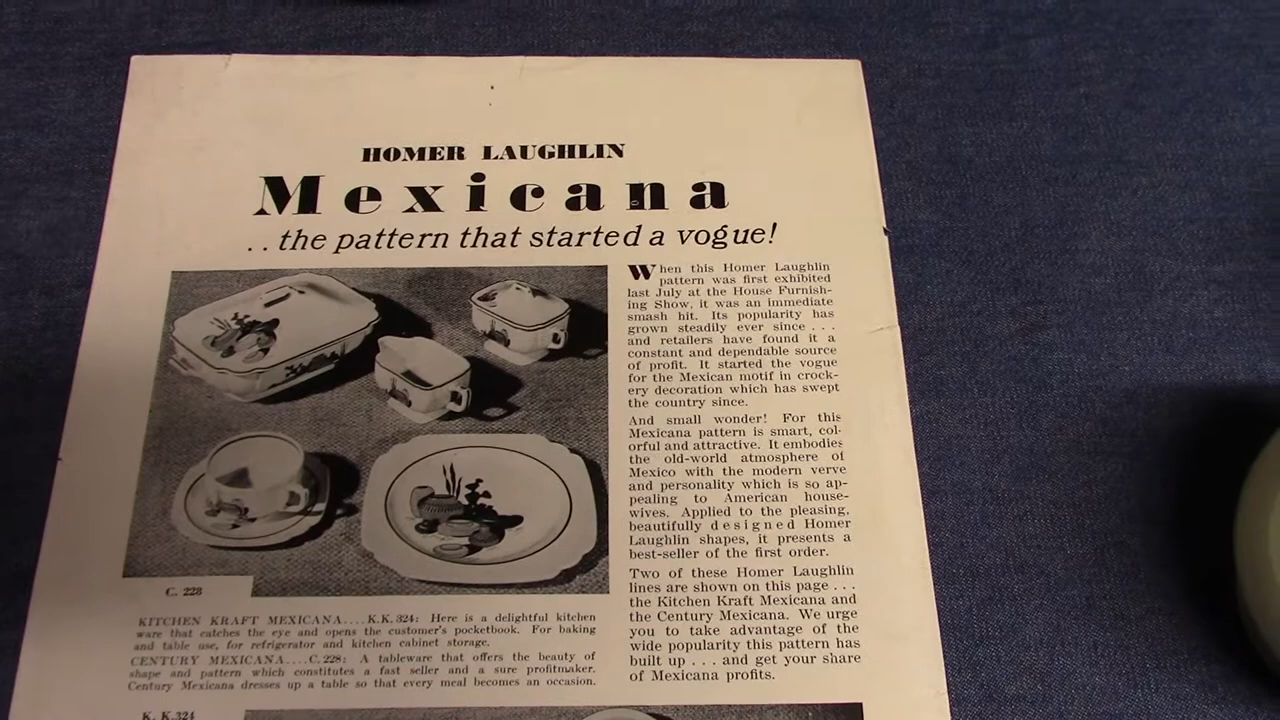 HOMER LAUGHLIN
Mexicana
..the pattern that started a vogue!
When this Homer Laughlin
pattern was first exhibited
last July at the House Furnish-
ing Show, it was an immediate
smash hit. Its popularity has
grown steadily ever since . . .
and retailers have found it a
constant and dependable source
of profit. It started the vogue
for the Mexican motif in crock-
ery decoration which has swept
the country since.
And small wonder! For this
Mexicana pattern is smart, col-
orful and attractive. It embodies
the old-world atmosphere of
Mexico with the modern verve
and personality which is so ap-
pealing to American house-
wives. Applied to the pleasing,
beautifully designed Homer
Laughlin shapes, it presents a
best-seller of the first order.
Two of these Homer Laughlin
lines are shown on this page . . .
the Kitchen Kraft Mexicana and
the Century Mexicana. We urge
you to take advantage of the
wide popularity this pattern has
built up . . . and get your share
of Mexicana profits.
C. 228
KITCHEN KRAFT MEXICANA....K.K. 324: Here is a delightful kitchen
ware that catches the eye and opens the customer's pocketbook. For baking
and table use, for refrigerator and kitchen cabinet storage.
CENTURY MEXICANA....C. 228: A tableware that offers the beauty of
shape and pattern which constitutes a fast seller and a sure profitmaker.
Century Mexicana dresses up a table so that every meal becomes an occasion.
K. K.324